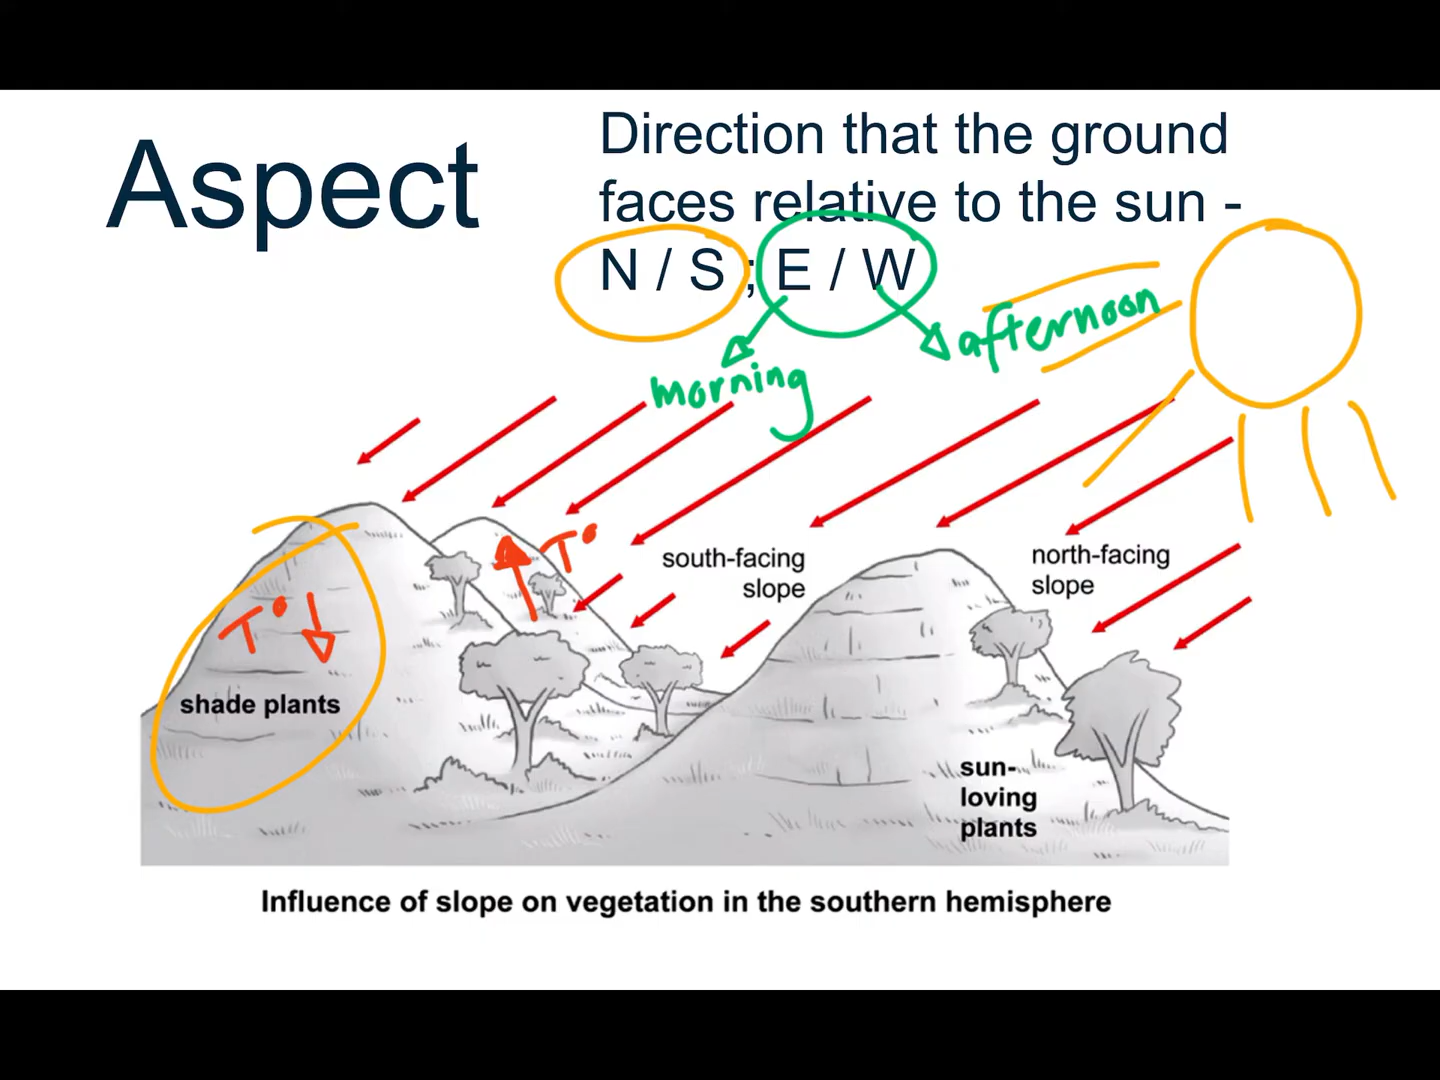 Aspect
Direction that the ground
faces relative to the sun -
N / S ; E / W
morning
afternoon
T°
T°
south-facing
slope
north-facing
slope
shade plants
sun-
loving
plants
Influence of slope on vegetation in the southern hemisphere